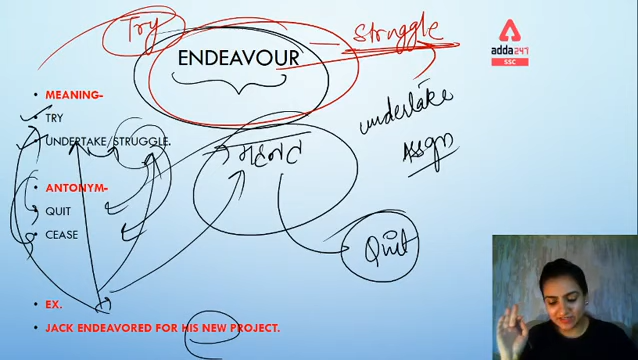 Try
Struggle
ENDEAVOUR
adda247
SSC
undertake
Assgn
• MEANING-
• TRY
• UNDERTAKE/STRUGGLE.
मेहनत
• ANTONYM-
• QUIT
• CEASE
Quit
• EX.
• JACK ENDEAVORED FOR HIS NEW PROJECT.